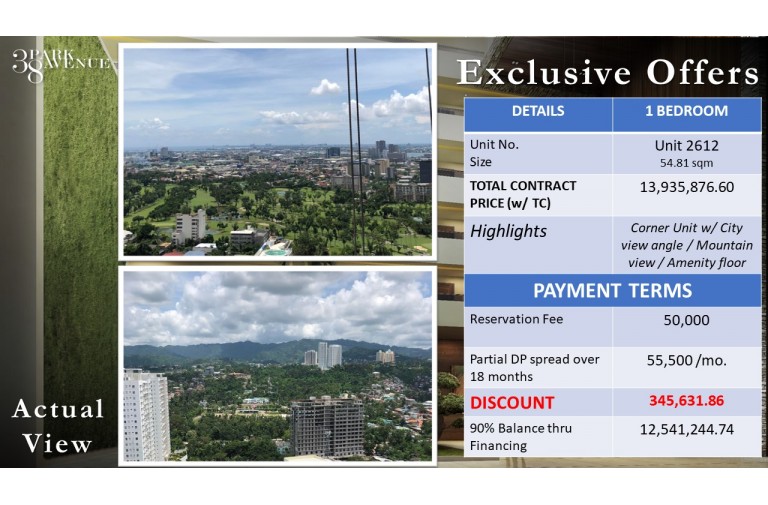 38 PARK
AVENUE
Exclusive Offers
DETAILS
1 BEDROOM
Unit No.
Size
Unit 2612
54.81 sqm
TOTAL CONTRACT
PRICE (w/ TC)
13,935,876.60
Highlights
Corner Unit w/ City
view angle / Mountain
view / Amenity floor
PAYMENT TERMS
Reservation Fee
50,000
Partial DP spread over
18 months
55,500 /mo.
DISCOUNT
345,631.86
90% Balance thru
Financing
12,541,244.74
Actual
View